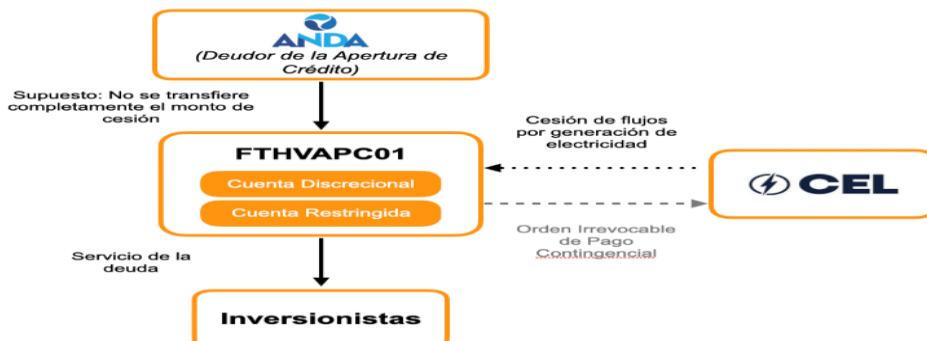 ANDA
(Deudor de la Apertura de
Crédito)
Supuesto: No se transfiere
completamente el monto de
cesión
Cesión de flujos
por generación de
electricidad
FTHVAPC01
Cuenta Discrecional
Cuenta Restringida
CEL
Orden Irrevocable
de Pago
Contingencial
Servicio de la
deuda
Inversionistas